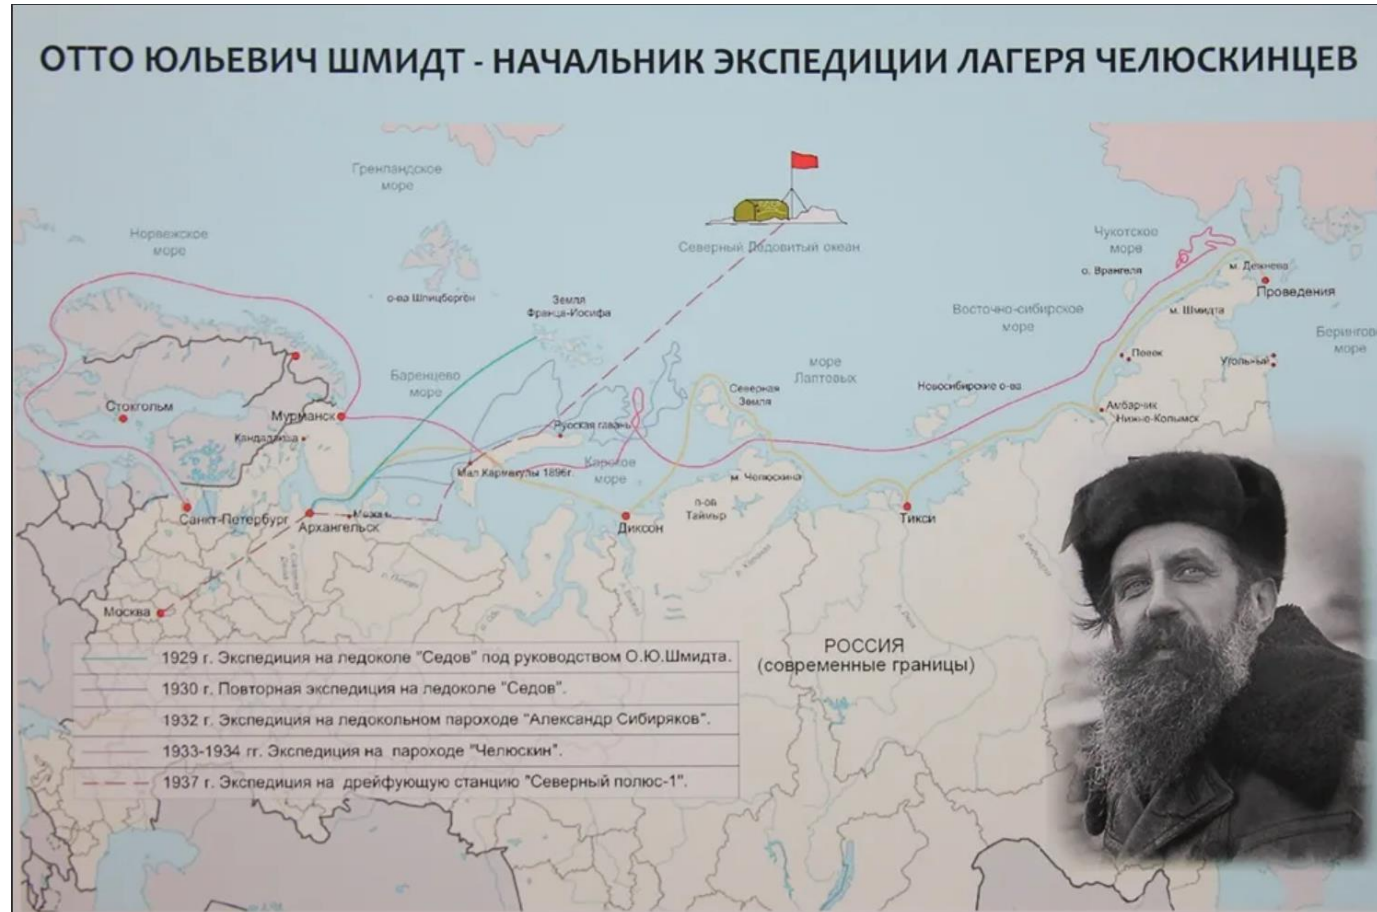 ОТТО ЮЛЬЕВИЧ ШМИДТ - НАЧАЛЬНИК ЭКСПЕДИЦИИ ЛАГЕРЯ ЧЕЛЮСКИНЦЕВ
Гренландское
море
Норвежское
море
Северный Ледовитый океан
Чукотское
море
о. Врангеля
м. Дежнева
Проведения
о-ва Шпицберген
Земля
Франца-Иосифа
Восточно-сибирское
море
м. Шмидта
Берингово
море
Певек
Угольный
Баренцево
море
море
Лаптовых
Северная
Земля
Новосибирские о-ва
Стокгольм
Мурманск
Амбарчик
Нижне-Колымск
Кандалакша
Русская гавань
Мал Кармакулы 1896г.
Карское
море
м. Челюскина
Санкт-Петербург
Архангельск
Мезень
Диксон
п-ов
Таймыр
Тикси
р. Лена
Москва
РОССИЯ
(современные границы)
1929 г. Экспедиция на ледоколе "Седов" под руководством О.Ю.Шмидта.
1930 г. Повторная экспедиция на ледоколе "Седов".
1932 г. Экспедиция на ледокольном пароходе "Александр Сибиряков".
1933-1934 гг. Экспедиция на пароходе "Челюскин".
1937 г. Экспедиция на дрейфующую станцию "Северный полюс-1".